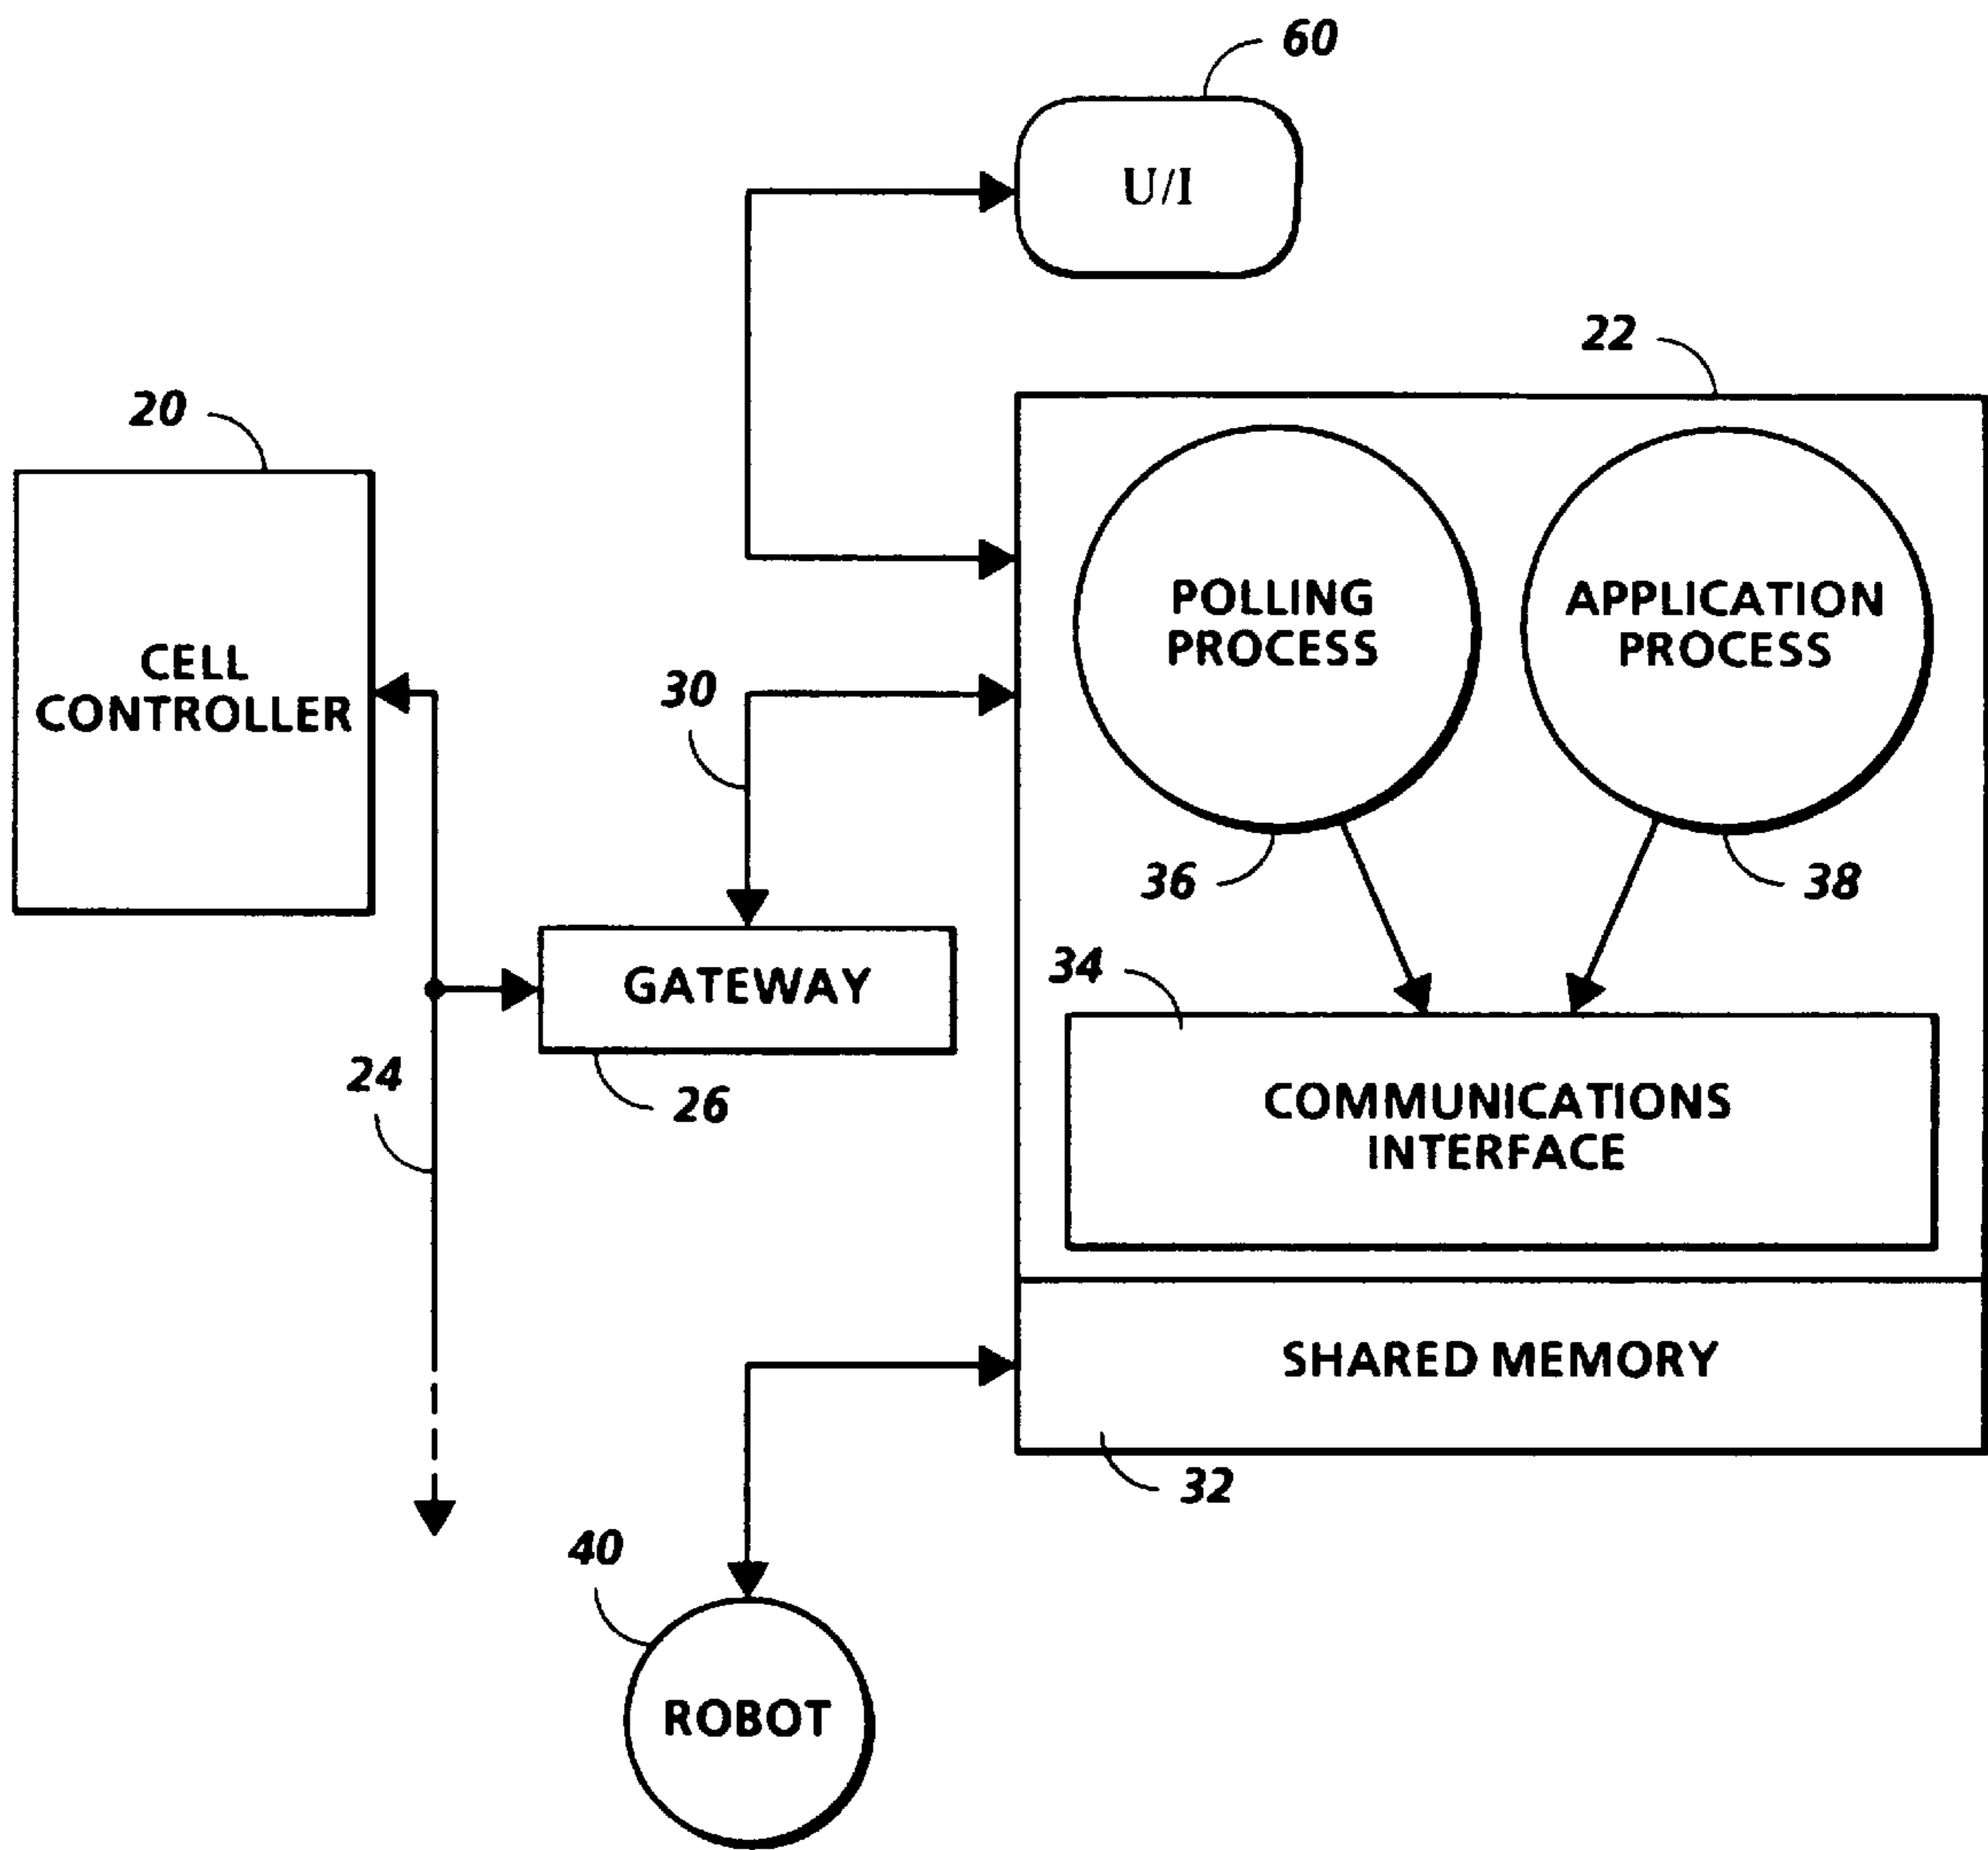 60
U/I
22
20
POLLING
PROCESS
APPLICATION
PROCESS
CELL
CONTROLLER
30
36
38
34
GATEWAY
24
26
COMMUNICATIONS
INTERFACE
SHARED MEMORY
32
40
ROBOT